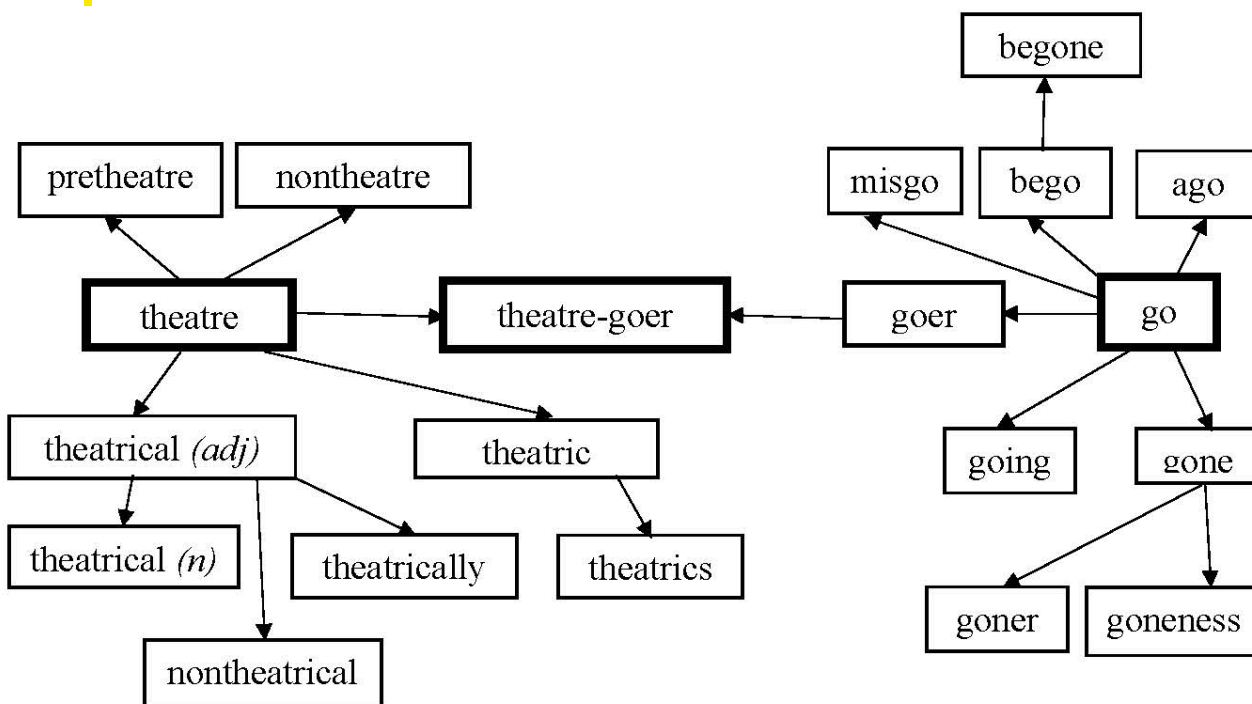 begone
pretheatre
nontheatre
misgo
bego
ago
theatre
theatre-goer
goer
go
theatrical (adj)
theatric
going
gone
theatrical (n)
theatrically
theatrics
goner
goneness
nontheatrical